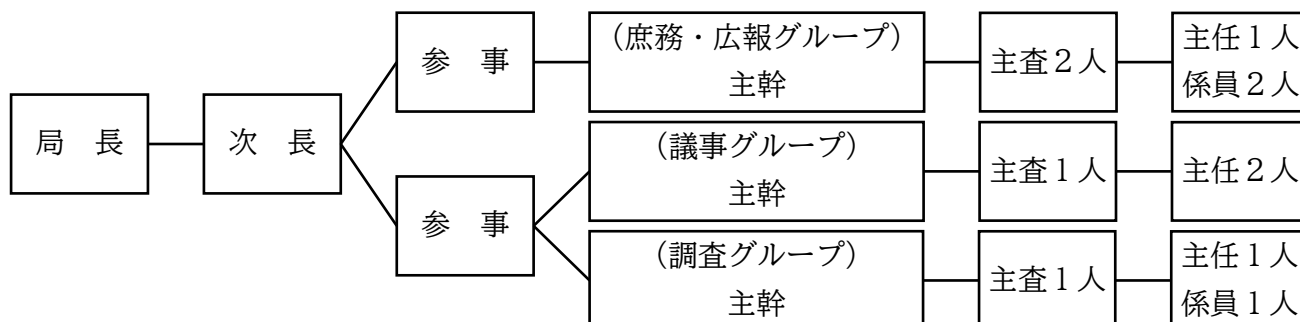 局　長
次　長
参　事
（庶務・広報グループ）
主幹
主査２人
主任１人
係員２人
参　事
（議事グループ）
主幹
主査１人
主任２人
（調査グループ）
主幹
主査１人
主任１人
係員１人